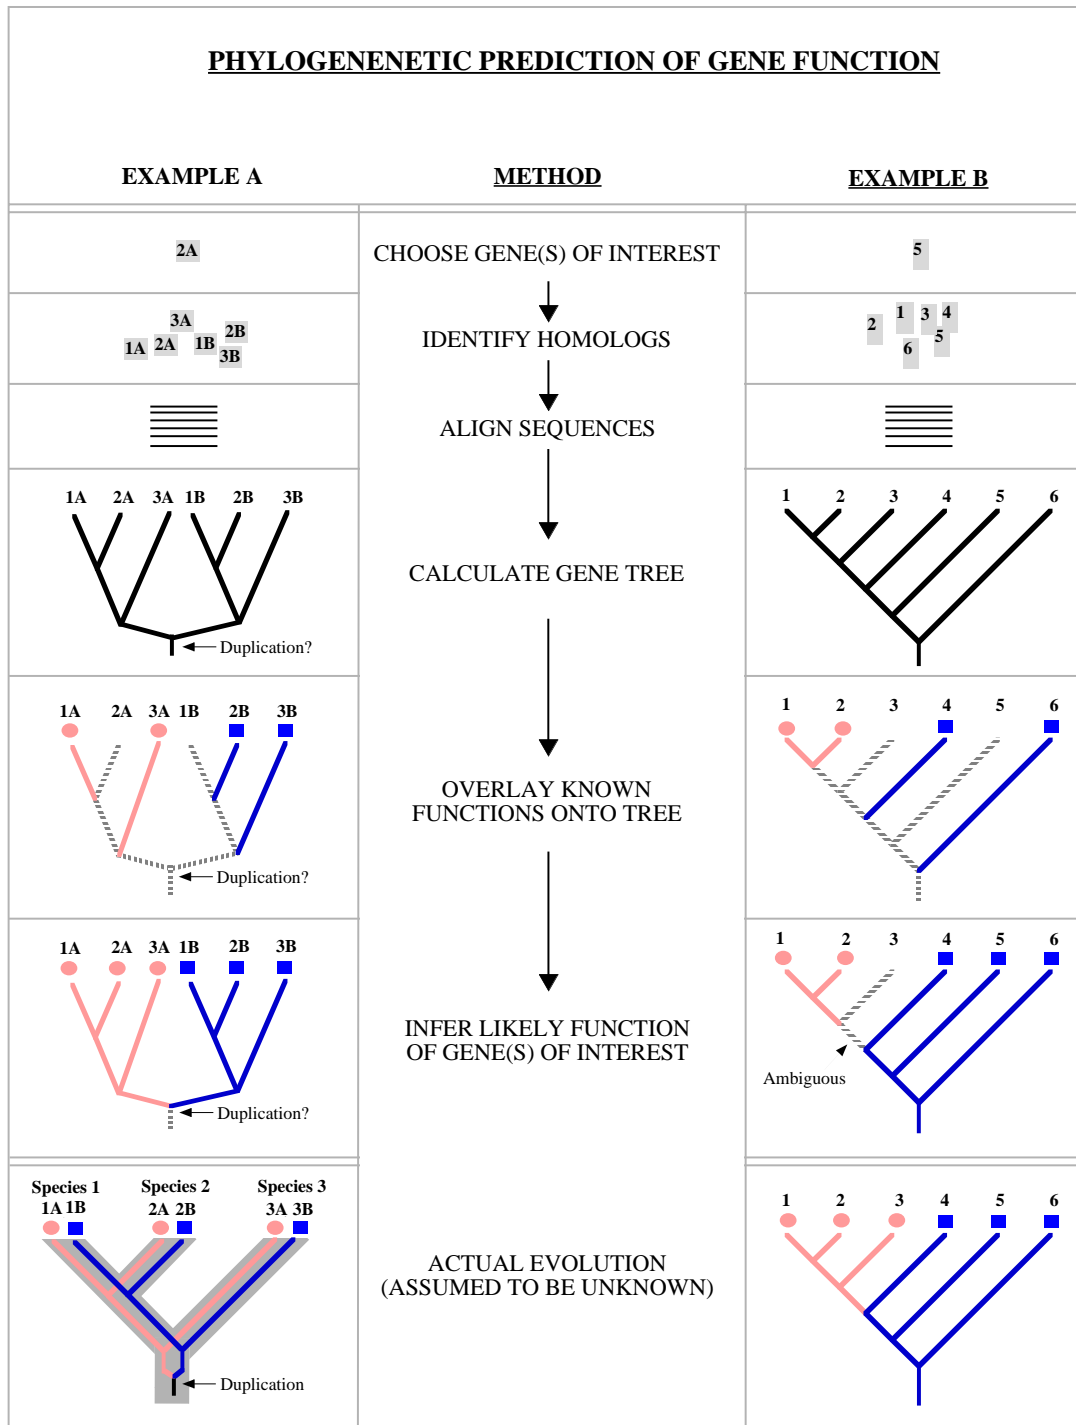 PHYLOGENENETIC PREDICTION OF GENE FUNCTION
EXAMPLE A
METHOD
EXAMPLE B
2A
CHOOSE GENE(S) OF INTEREST
5
1A 2A 3A 1B 2B 3B
IDENTIFY HOMOLOGS
2 1 3 4 5 6
ALIGN SEQUENCES
1A 2A 3A 1B 2B 3B
Duplication?
CALCULATE GENE TREE
1 2 3 4 5 6
1A 2A 3A 1B 2B 3B
Duplication?
OVERLAY KNOWN
FUNCTIONS ONTO TREE
1 2 3 4 5 6
1A 2A 3A 1B 2B 3B
Duplication?
INFER LIKELY FUNCTION
OF GENE(S) OF INTEREST
1 2 3 4 5 6
Ambiguous
Species 1 Species 2 Species 3
1A 1B 2A 2B 3A 3B
Duplication
ACTUAL EVOLUTION
(ASSUMED TO BE UNKNOWN)
1 2 3 4 5 6